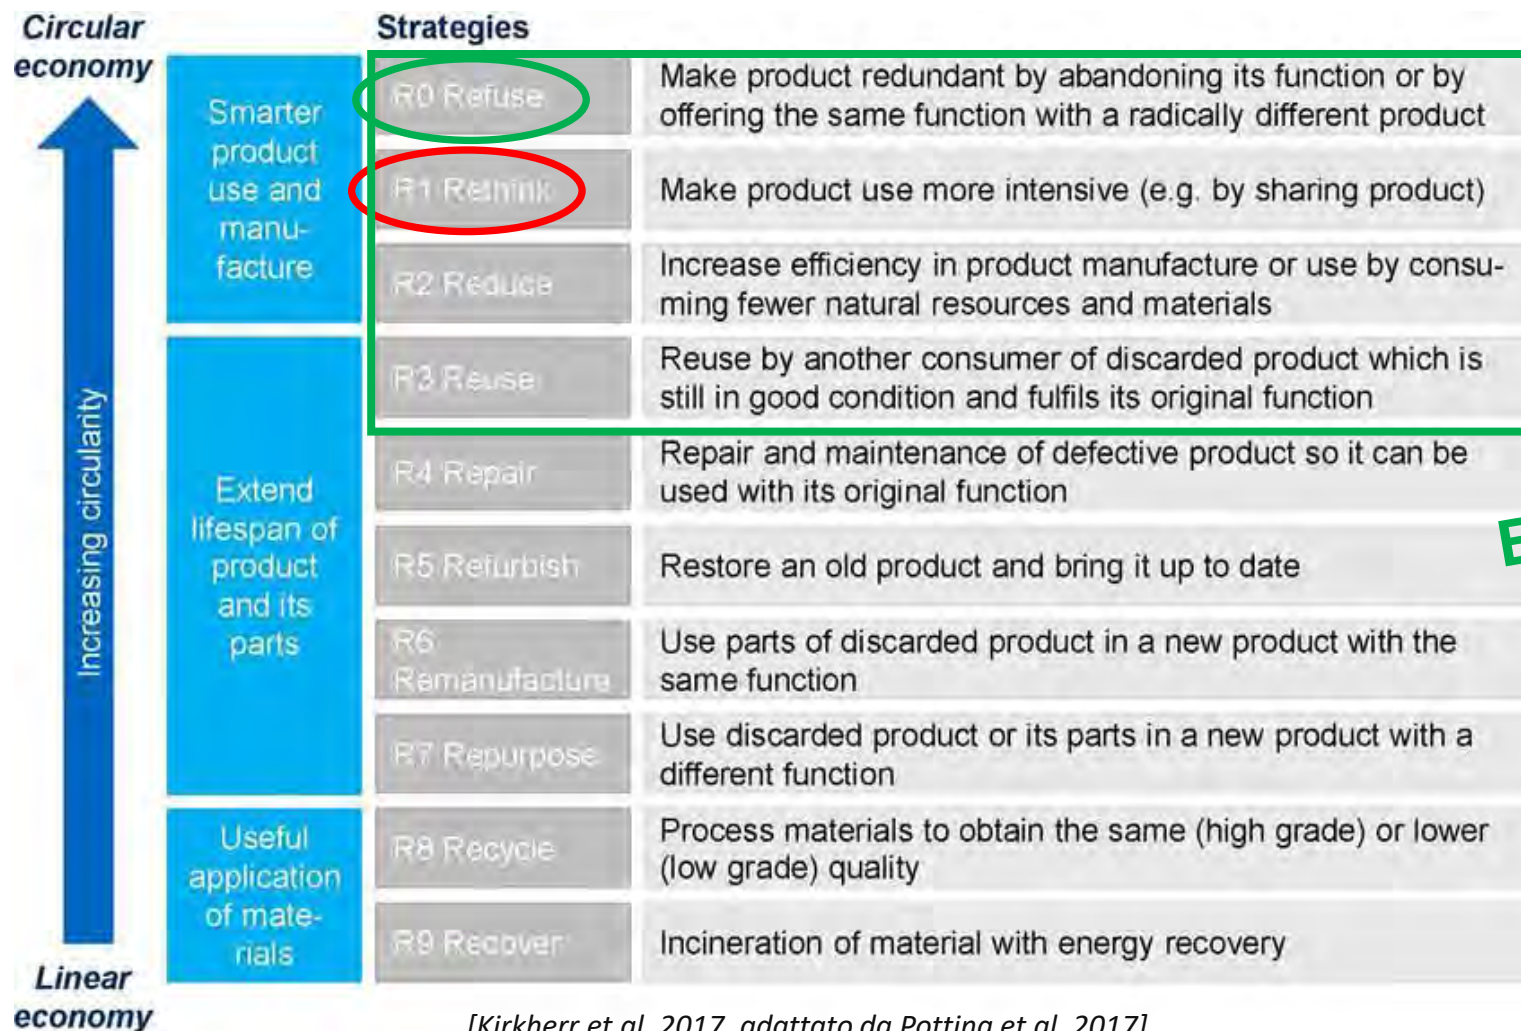 Circular
economy
Strategies
Smarter
product
use and
manu-
facture
R0 Refuse
Make product redundant by abandoning its function or by
offering the same function with a radically different product
R1 Rethink
Make product use more intensive (e.g. by sharing product)
R2 Reduce
Increase efficiency in product manufacture or use by consu-
ming fewer natural resources and materials
Increasing circularity
Extend
lifespan of
product
and its
parts
R3 Reuse
Reuse by another consumer of discarded product which is
still in good condition and fulfils its original function
R4 Repair
Repair and maintenance of defective product so it can be
used with its original function
R5 Refurbish
Restore an old product and bring it up to date
R6
Remanufacture
Use parts of discarded product in a new product with the
same function
R7 Repurpose
Use discarded product or its parts in a new product with a
different function
Useful
application
of mate-
rials
R8 Recycle
Process materials to obtain the same (high grade) or lower
(low grade) quality
R9 Recover
Incineration of material with energy recovery
Linear
economy
[Kirkherr et al. 2017, adattato da Potting et al. 2017]